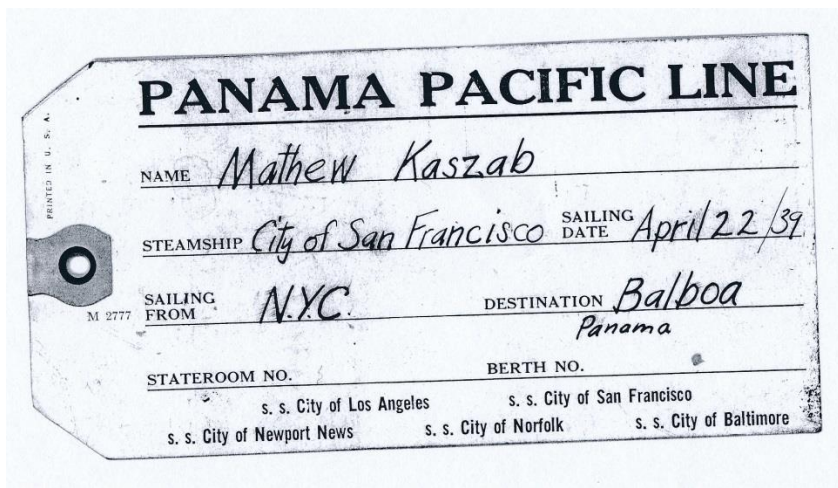 PANAMA PACIFIC LINE
PRINTED IN U. S. A.
NAME Mathew Kaszab
STEAMSHIP City of San Francisco SAILING DATE April 22/39
M 2777
SAILING FROM N.Y.C. DESTINATION Balboa
Panama
STATEROOM NO. BERTH NO.
s. s. City of Los Angeles s. s. City of San Francisco
s. s. City of Newport News s. s. City of Norfolk s. s. City of Baltimore